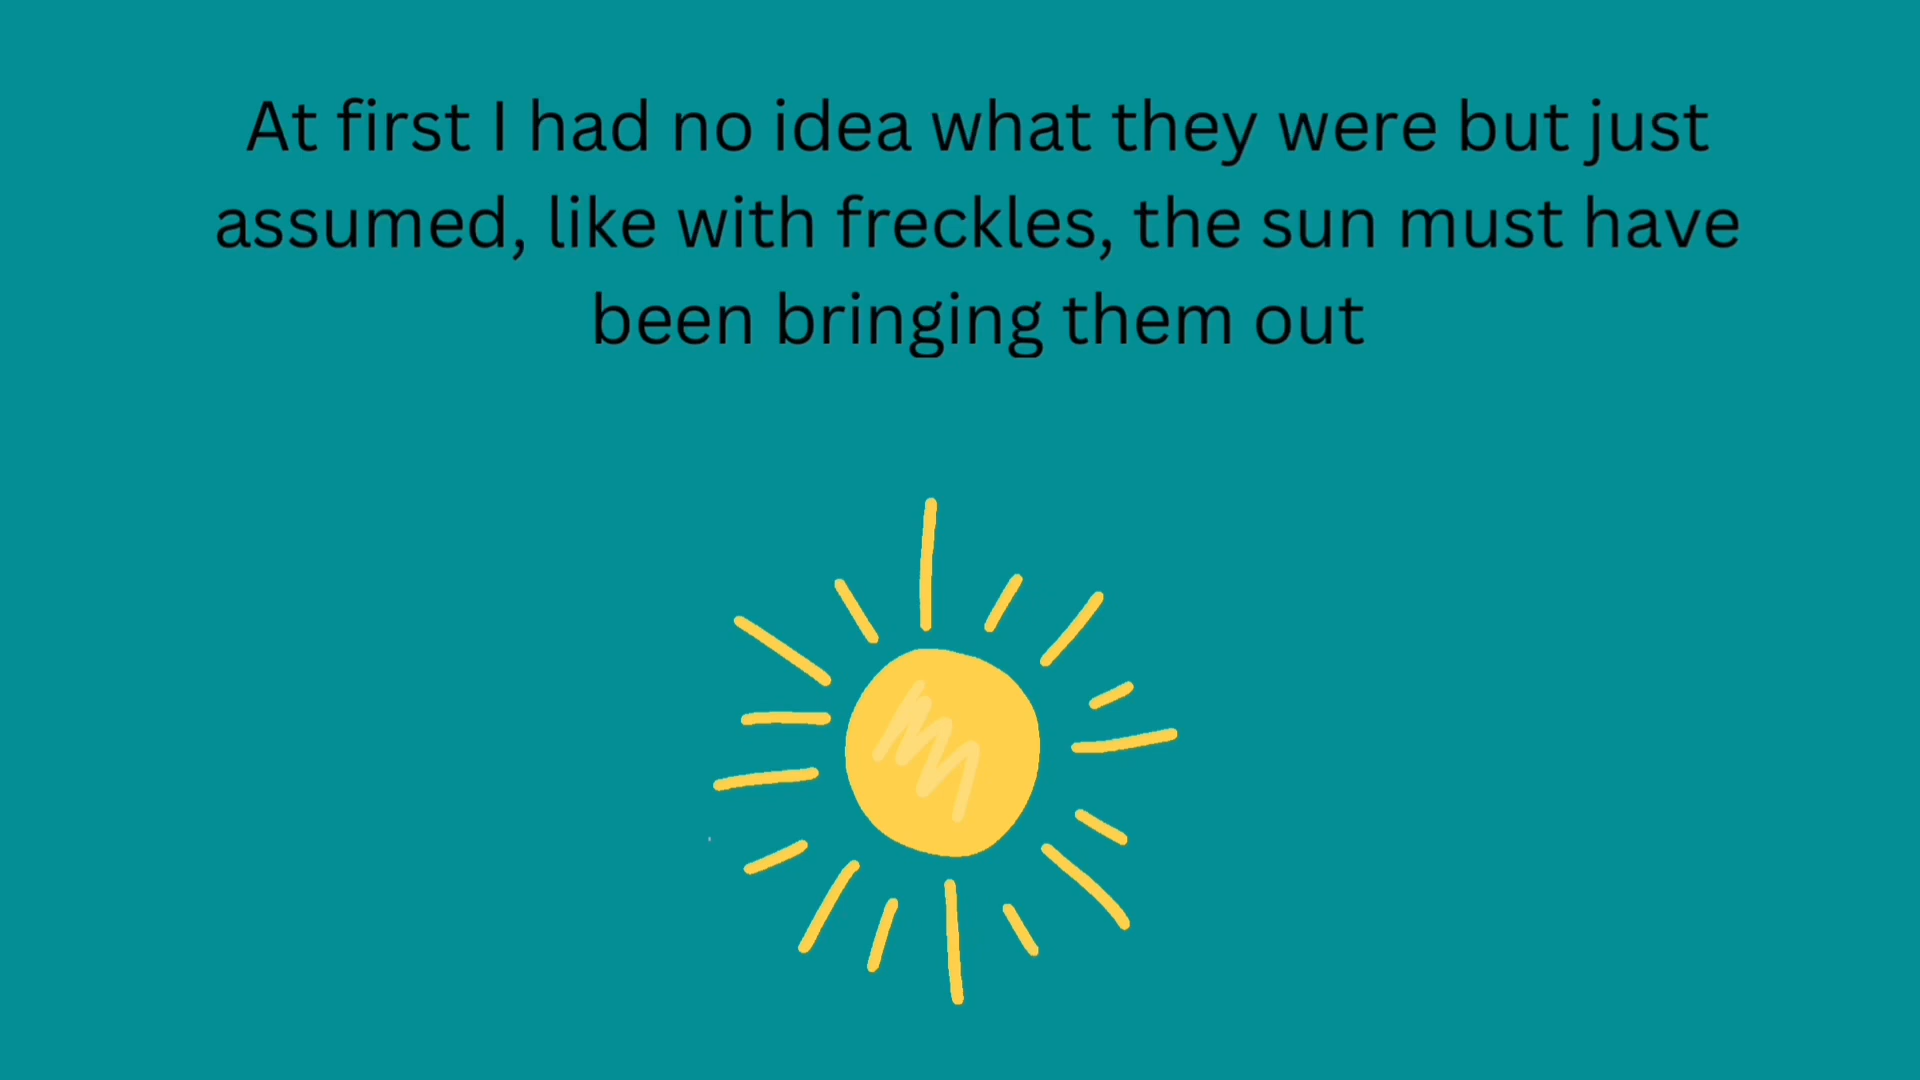 At first I had no idea what they were but just
assumed, like with freckles, the sun must have
been bringing them out